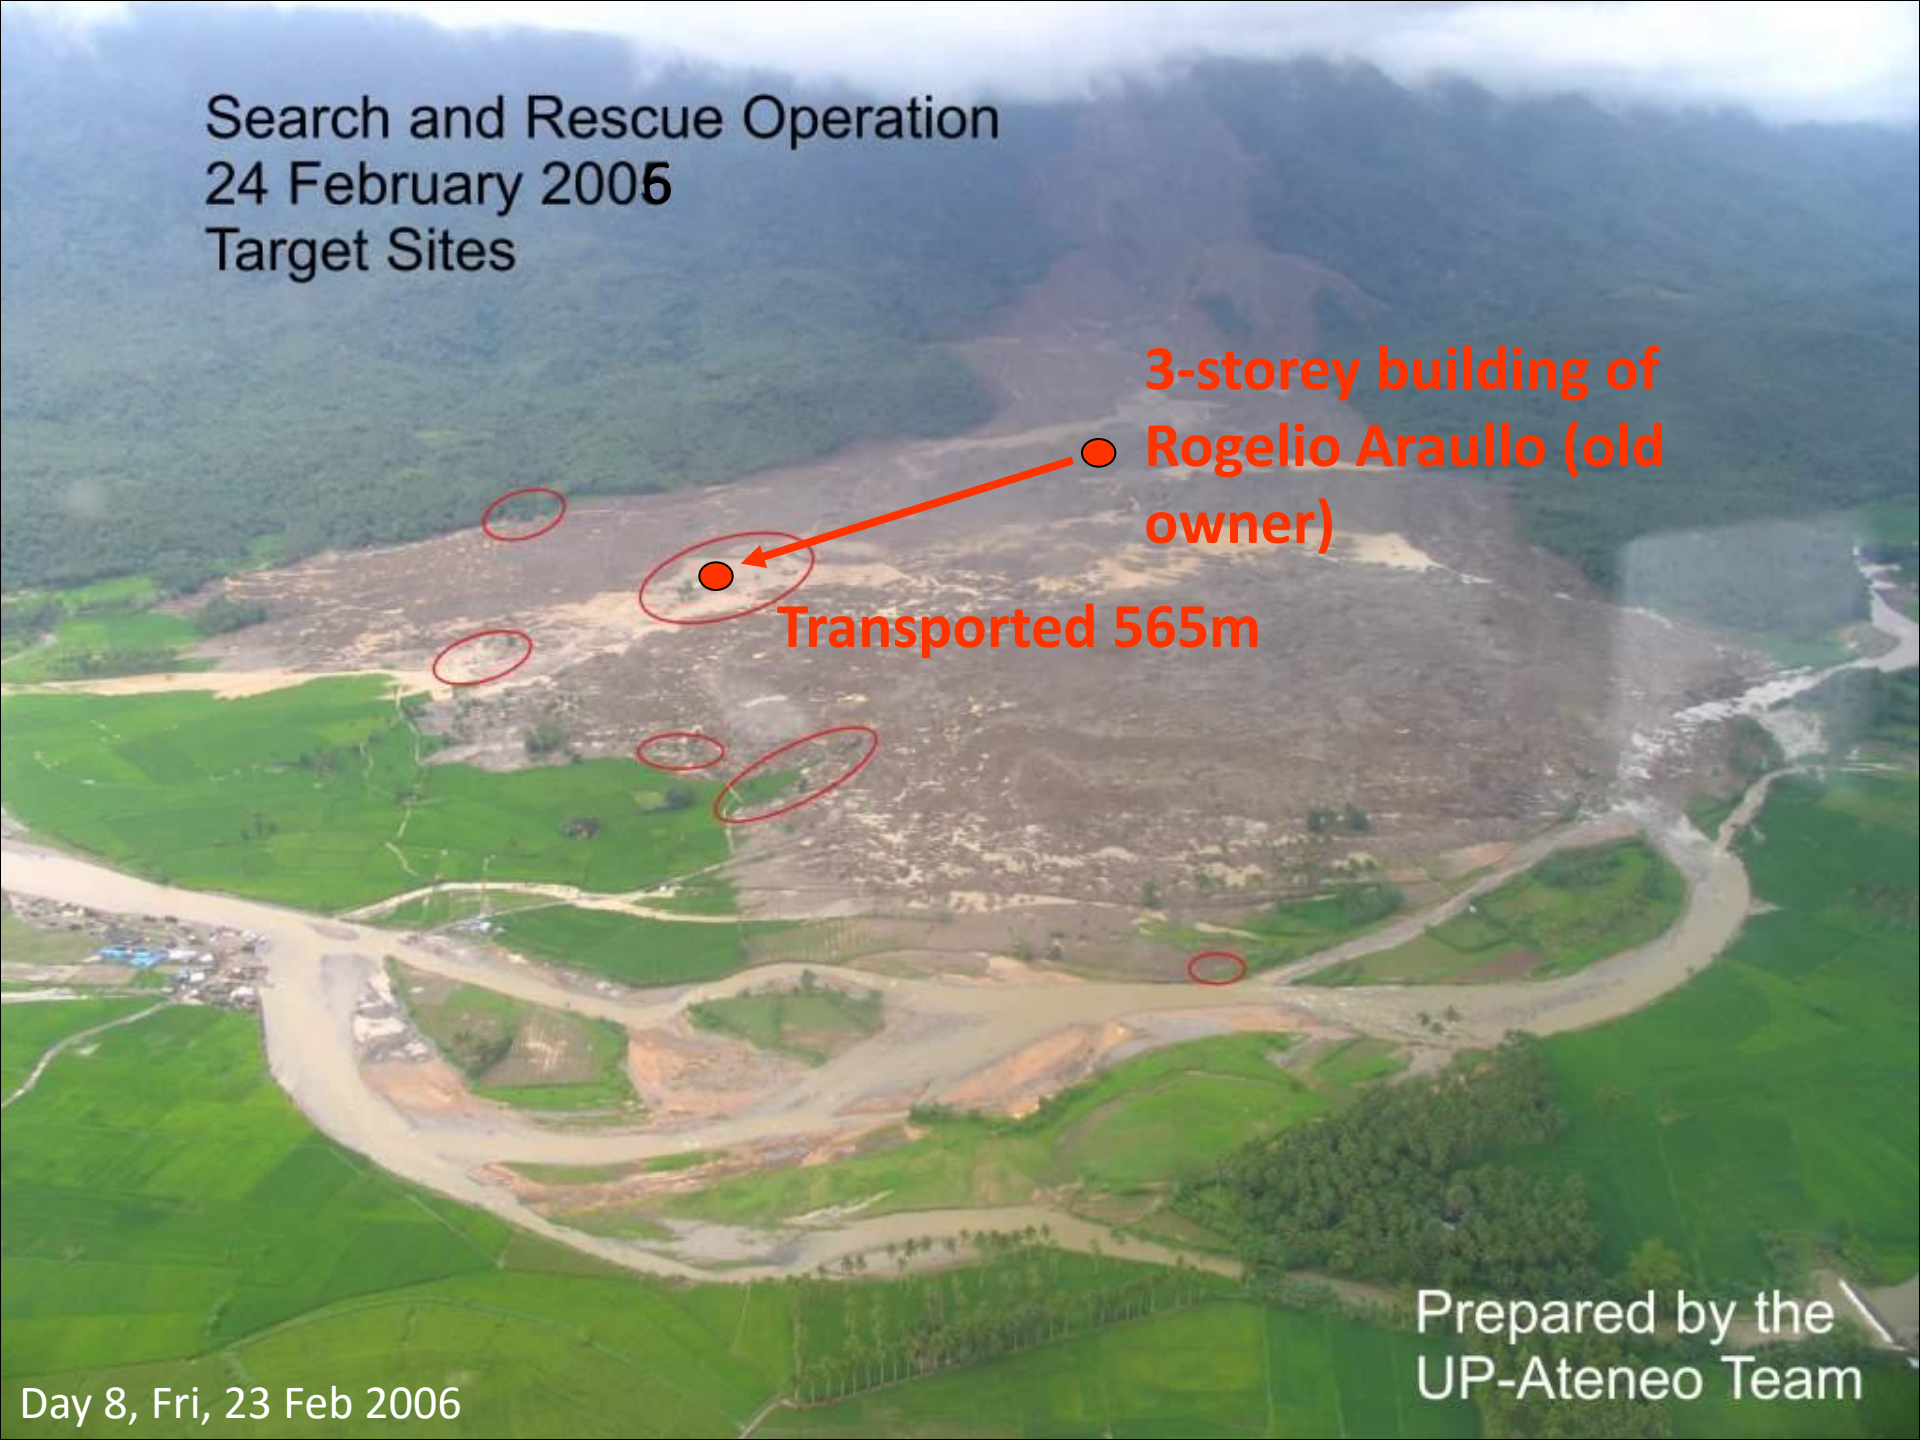 Search and Rescue Operation
24 February 2006
Target Sites
3-storey building of
Rogelio Araullo (old
owner)
Transported 565m
Prepared by the
UP-Ateneo Team
Day 8, Fri, 23 Feb 2006